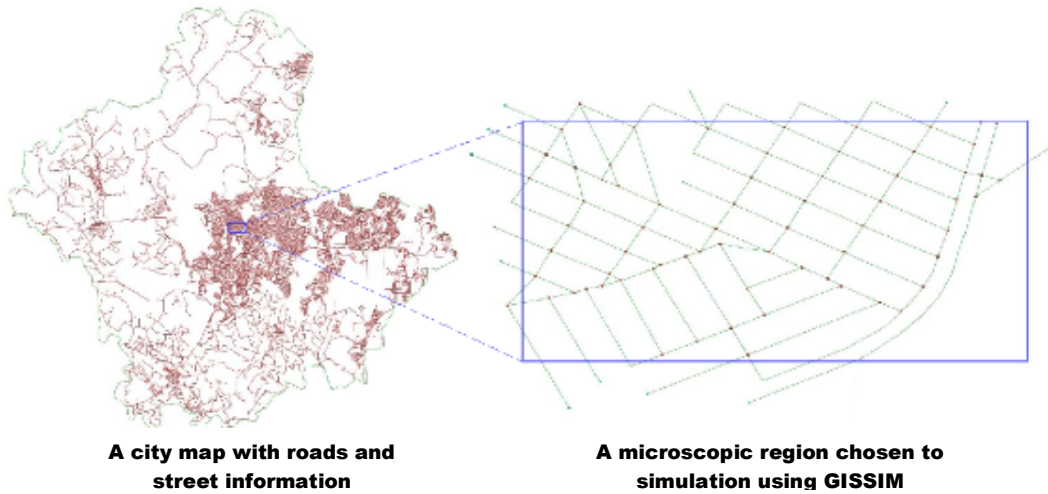 A city map with roads and
street information
A microscopic region chosen to
simulation using GISSIM